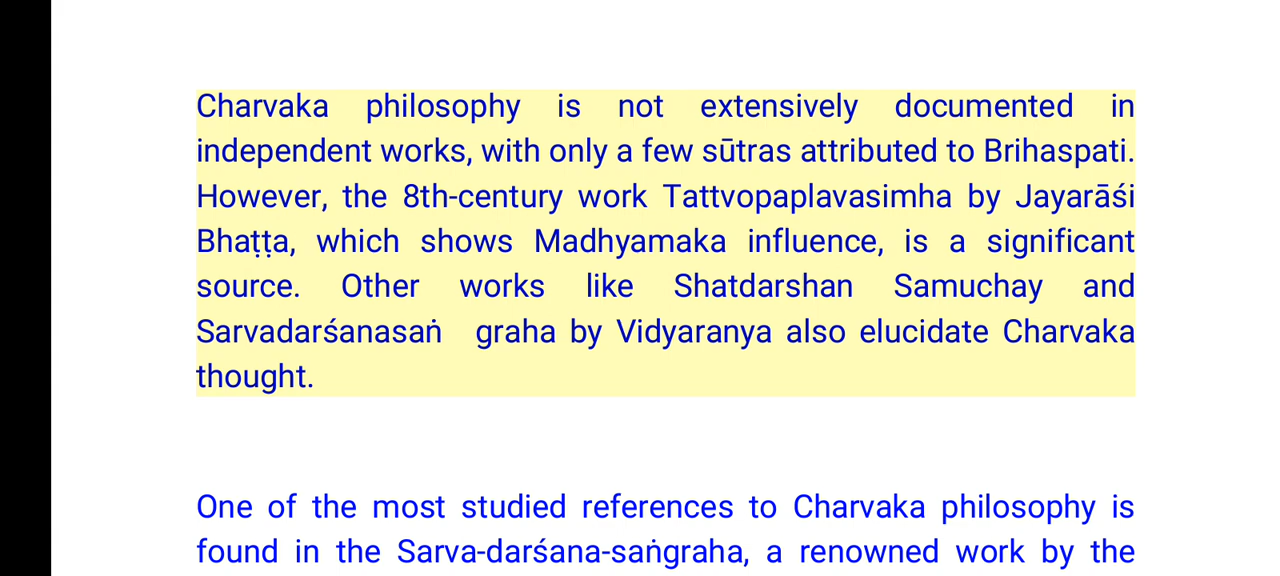 Charvaka philosophy is not extensively documented in
independent works, with only a few sūtras attributed to Brihaspati.
However, the 8th-century work Tattvopaplavasimha by Jayarāśi
Bhaṭṭa, which shows Madhyamaka influence, is a significant
source. Other works like Shatdarshan Samuchay and
Sarvadarśanasaṅ graha by Vidyaranya also elucidate Charvaka
thought.
One of the most studied references to Charvaka philosophy is
found in the Sarva-darśana-saṅgraha, a renowned work by the